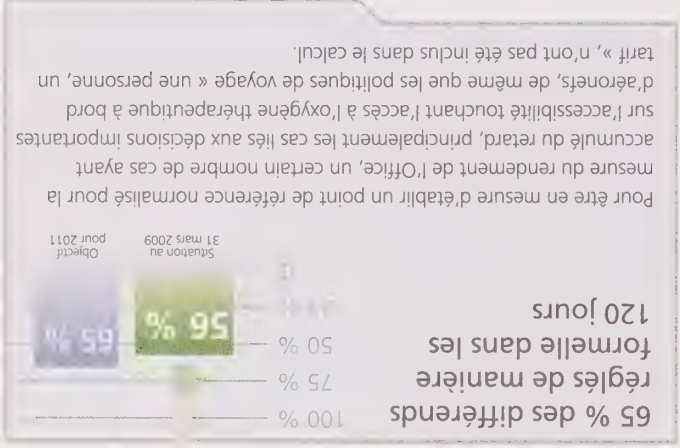 65 % des différends
réglés de manière
formelle dans les
120 jours
100 %
75 %
50 %
56 %
65 %
Situation au
31 mars 2009
Objectif
pour 2011
Pour être en mesure d'établir un point de référence normalisé pour la
mesure du rendement de l'Office, un certain nombre de cas ayant
accumulé du retard, principalement les cas liés aux décisions importantes
sur l'accessibilité touchant l'accès à l'oxygène thérapeutique à bord
d'aéronefs, de même que les politiques de voyage « une personne, un
tarif », n'ont pas été inclus dans le calcul.